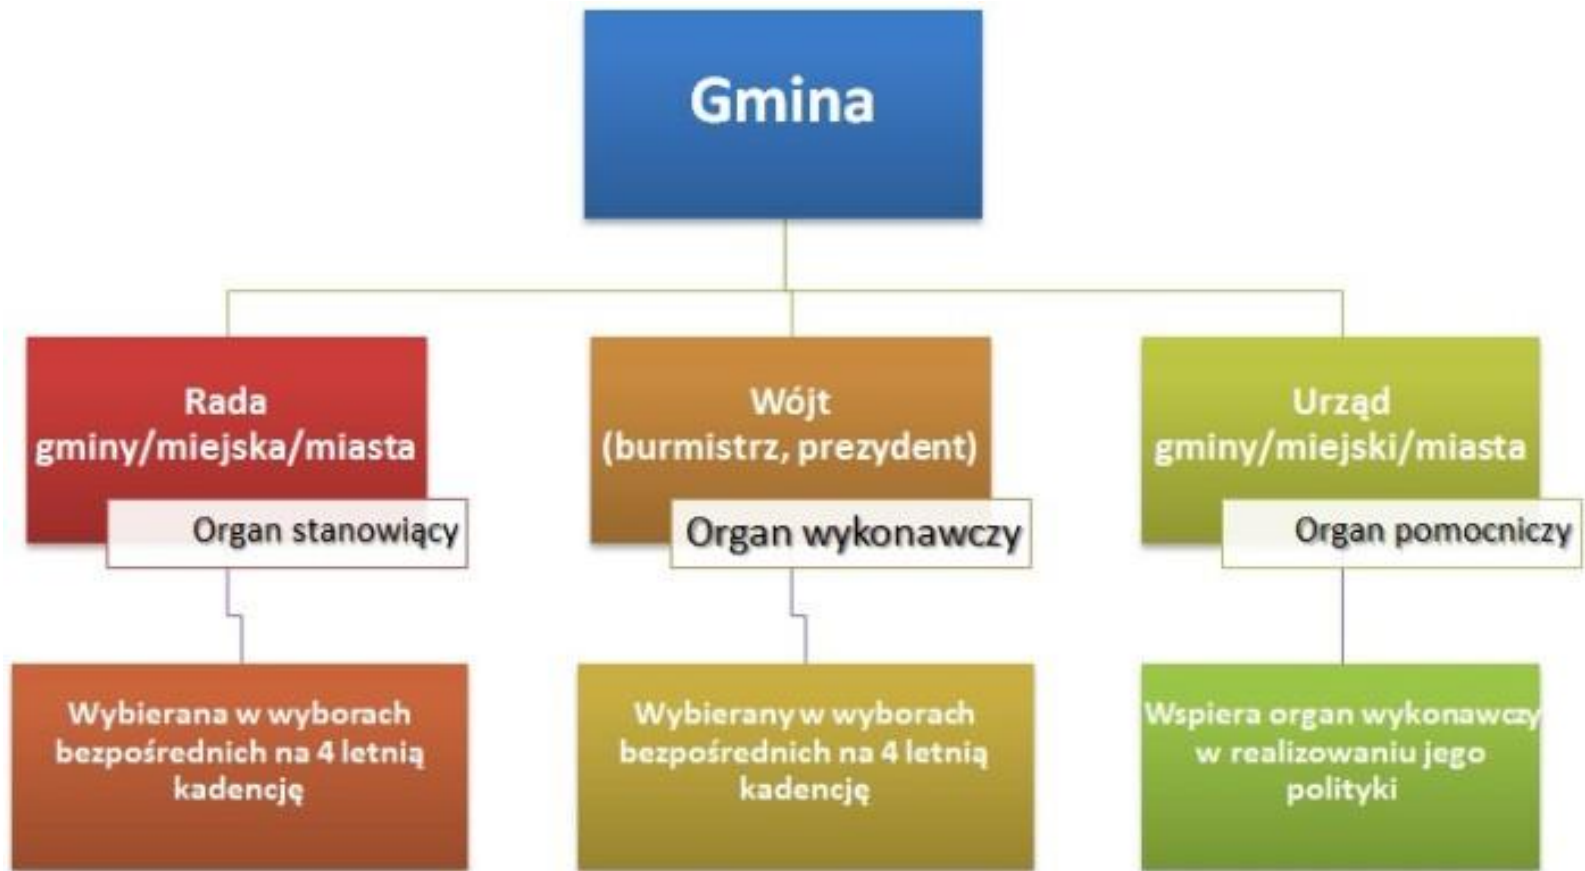 Gmina
Rada
gminy/miejska/miasta
Organ stanowiący
Wójt
(burmistrz, prezydent)
Organ wykonawczy
Urząd
gminy/miejski/miasta
Organ pomocniczy
Wybierana w wyborach
bezpośrednich na 4 letnią
kadencję
Wybierany w wyborach
bezpośrednich na 4 letnią
kadencję
Wspiera organ wykonawczy
w realizowaniu jego
polityki